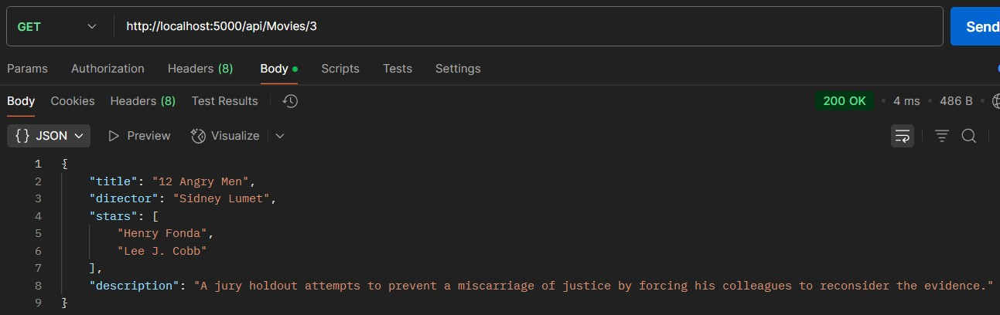 GET http://localhost:5000/api/Movies/3 Send
Params Authorization Headers (8) Body Scripts Tests Settings
Body Cookies Headers (8) Test Results 200 OK • 4 ms • 486 B •
{} JSON Preview Visualize
1 {
2 "title": "12 Angry Men",
3 "director": "Sidney Lumet",
4 "stars": [
5 "Henry Fonda",
6 "Lee J. Cobb"
7 ],
8 "description": "A jury holdout attempts to prevent a miscarriage of justice by forcing his colleagues to reconsider the evidence."
9 }